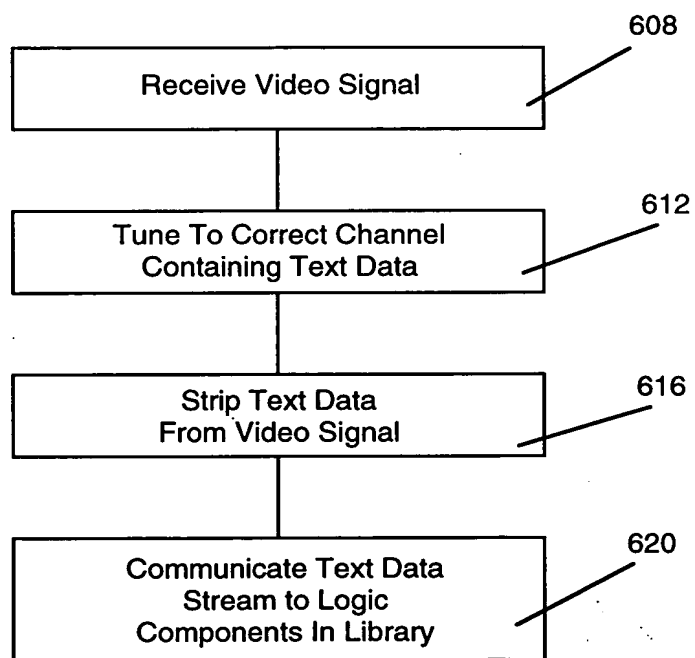 608
Receive Video Signal
612
Tune To Correct Channel
Containing Text Data
616
Strip Text Data
From Video Signal
620
Communicate Text Data
Stream to Logic
Components In Library